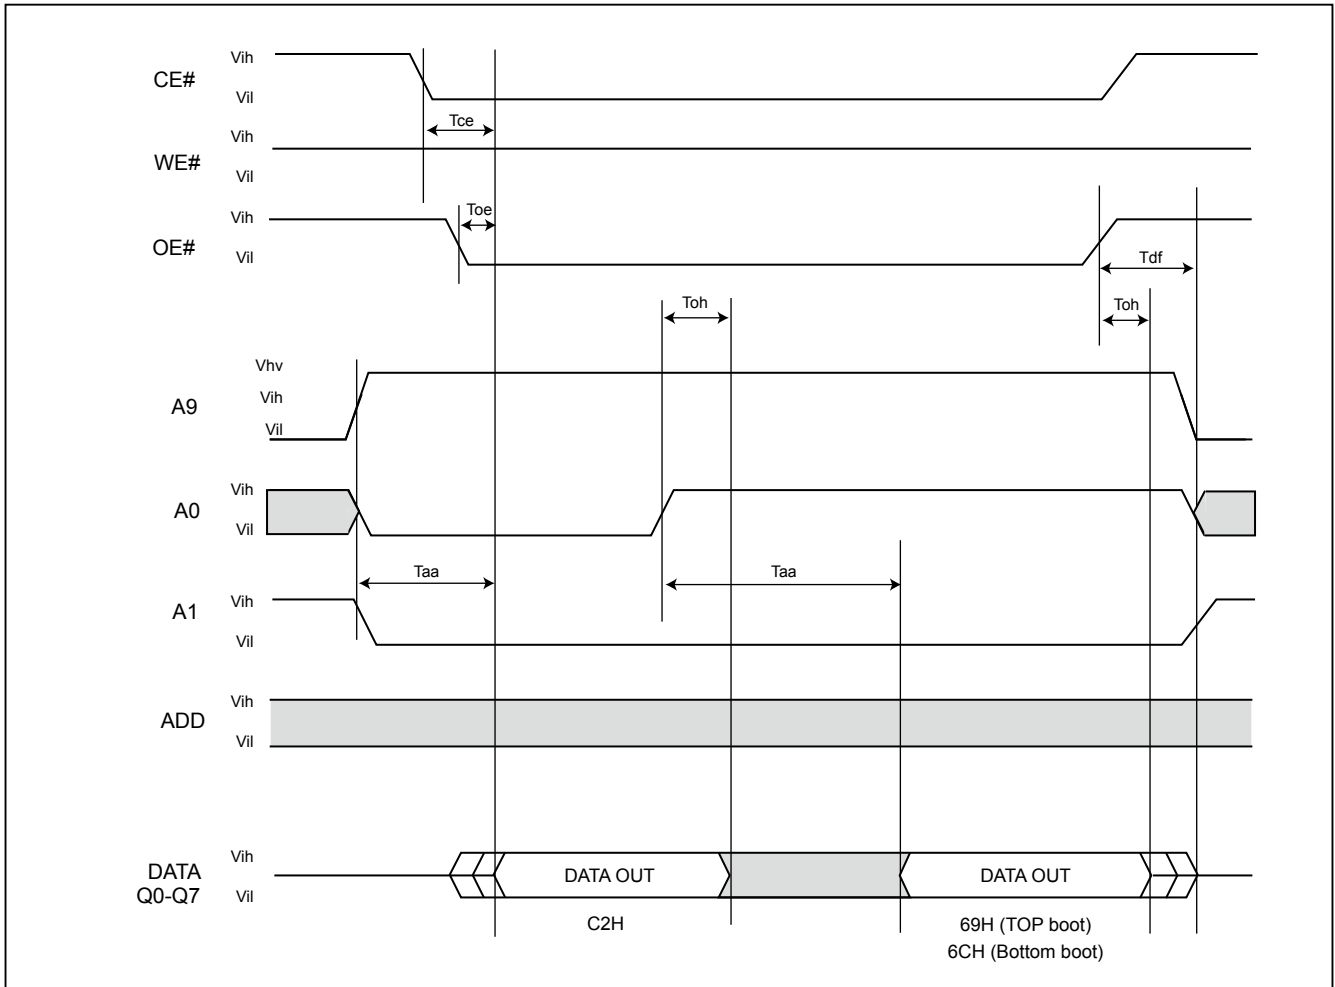 Vih
CE#
Vil
Tce
Vih
WE#
Vil
Toe
Vih
OE#
Vil
Tdf
Toh
Toh
Vhv
A9
Vih
Vil
Vih
A0
Vil
Taa
Taa
Vih
A1
Vil
Vih
ADD
Vil
Vih
DATA
Q0-Q7
Vil
DATA OUT
DATA OUT
C2H
69H (TOP boot)
6CH (Bottom boot)